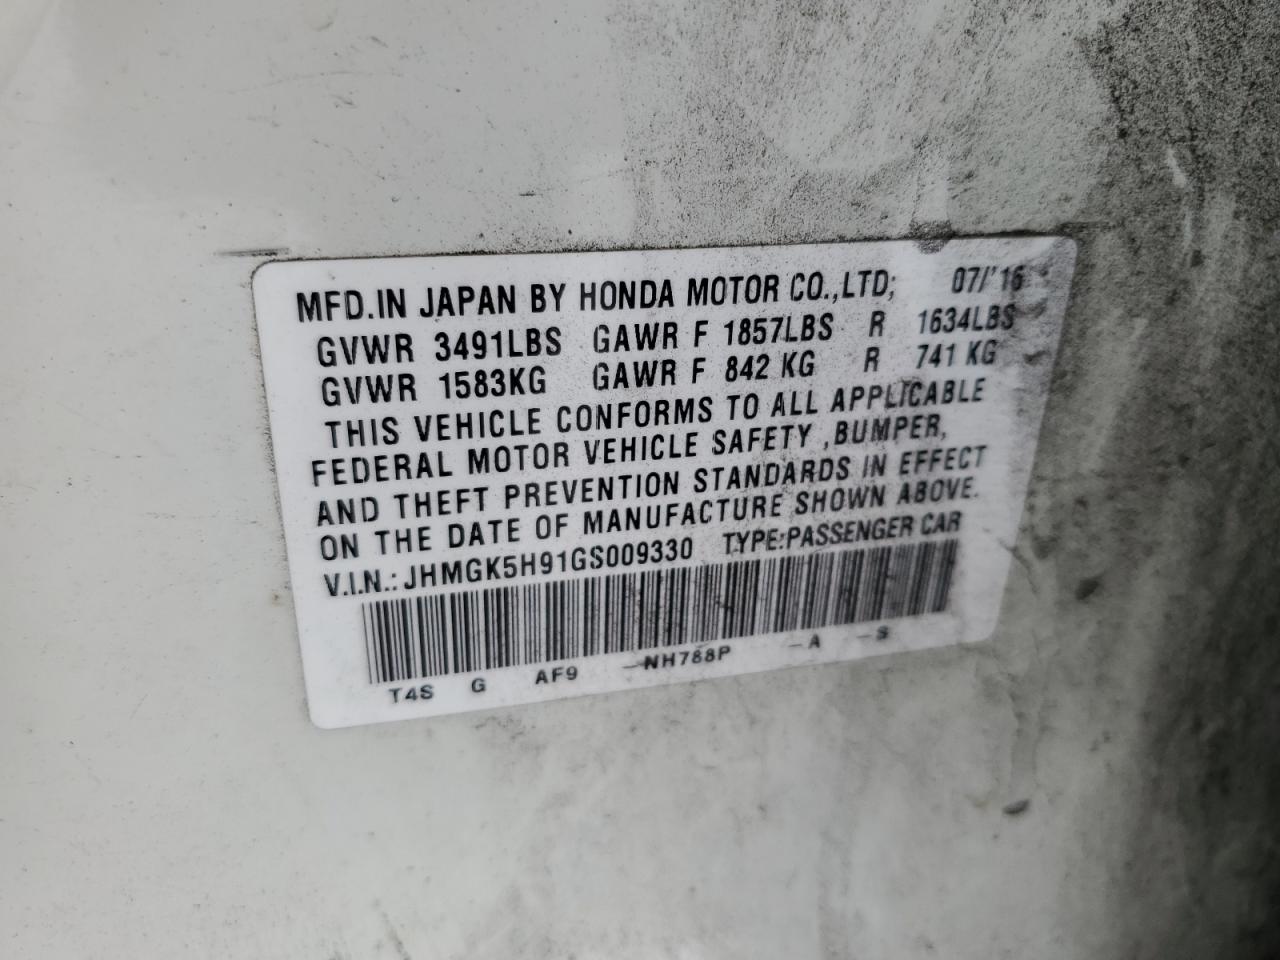 MFD.IN JAPAN BY HONDA MOTOR CO.,LTD; 07/'16
GVWR 3491LBS GAWR F 1857LBS R 1634LBS
GVWR 1583KG GAWR F 842 KG R 741 KG
THIS VEHICLE CONFORMS TO ALL APPLICABLE
FEDERAL MOTOR VEHICLE SAFETY ,BUMPER,
AND THEFT PREVENTION STANDARDS IN EFFECT
ON THE DATE OF MANUFACTURE SHOWN ABOVE.
V.I.N.: JHMGK5H91GS009330 TYPE:PASSENGER CAR
T4S G AF9 -NH788P -A -S